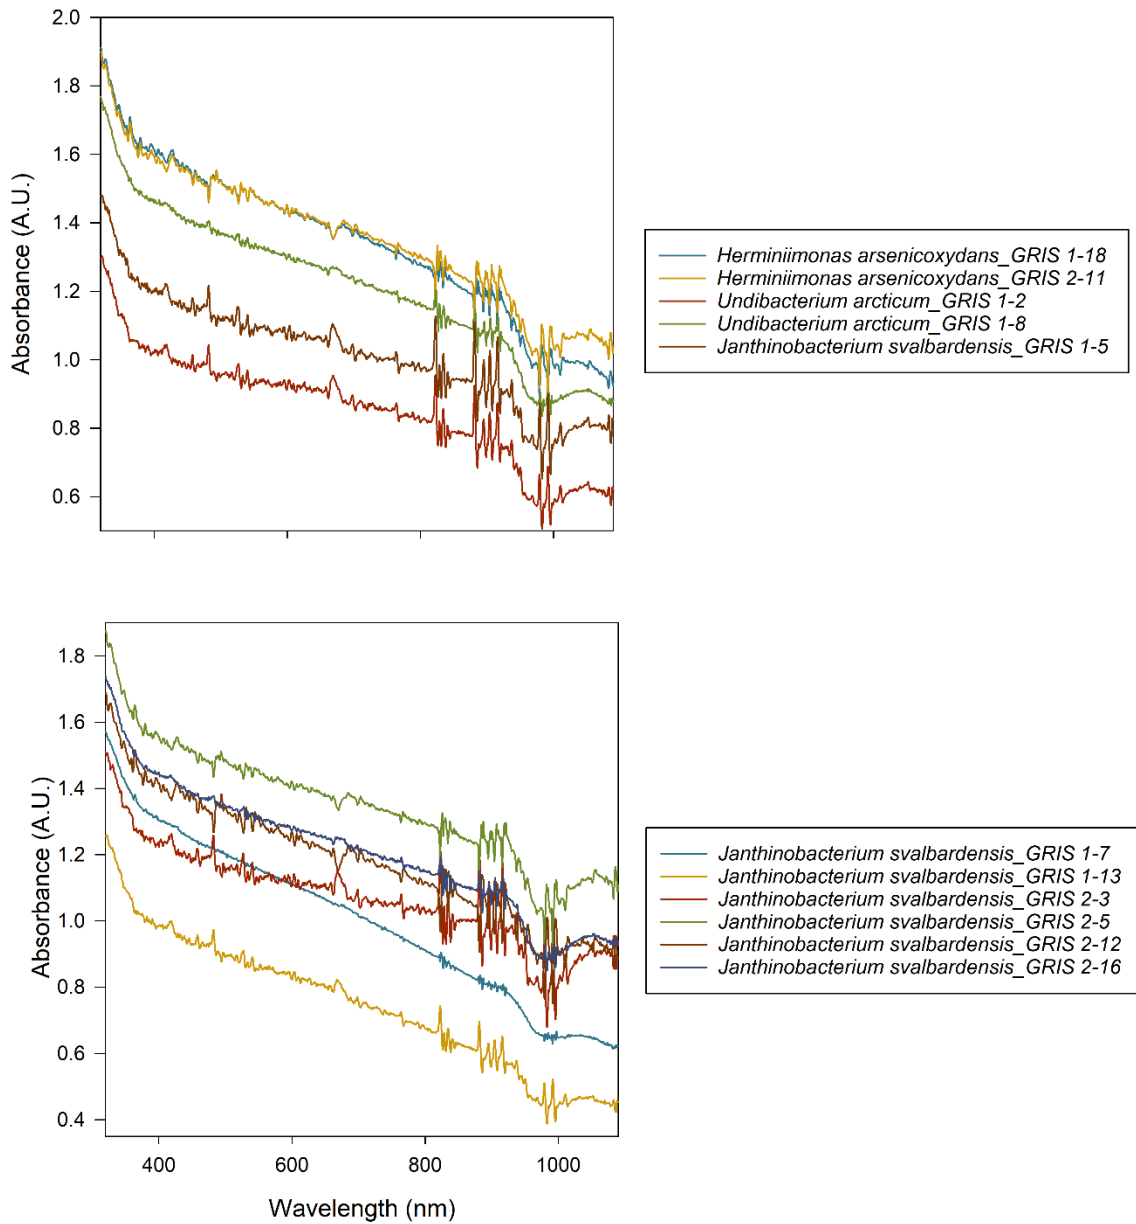 2.0
1.8
1.6
1.4
1.2
1.0
0.8
0.6
Absorbance (A.U.)
Herminiimonas arsenicoxydans_GRIS 1-18
Herminiimonas arsenicoxydans_GRIS 2-11
Undibacterium arcticum_GRIS 1-2
Undibacterium arcticum_GRIS 1-8
Janthinobacterium svalbardensis_GRIS 1-5
1.8
1.6
1.4
1.2
1.0
0.8
0.6
0.4
Absorbance (A.U.)
Janthinobacterium svalbardensis_GRIS 1-7
Janthinobacterium svalbardensis_GRIS 1-13
Janthinobacterium svalbardensis_GRIS 2-3
Janthinobacterium svalbardensis_GRIS 2-5
Janthinobacterium svalbardensis_GRIS 2-12
Janthinobacterium svalbardensis_GRIS 2-16
400 600 800 1000
Wavelength (nm)